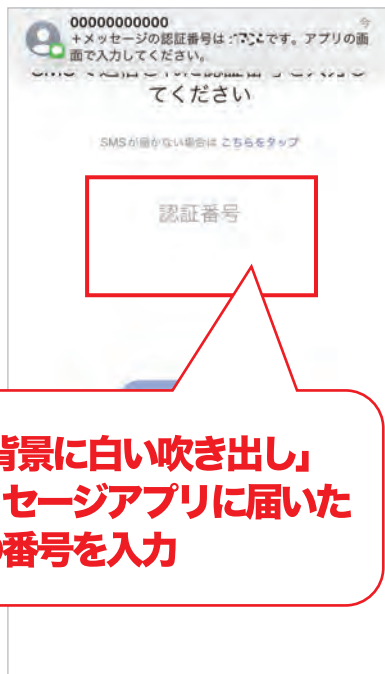 00000000000
今
+メッセージの認証番号は です。アプリの画
面で入力してください。
てください
SMSが届かない場合は こちらをタップ
認証番号
背景に白い吹き出し」
セージアプリに届いた
番号を入力